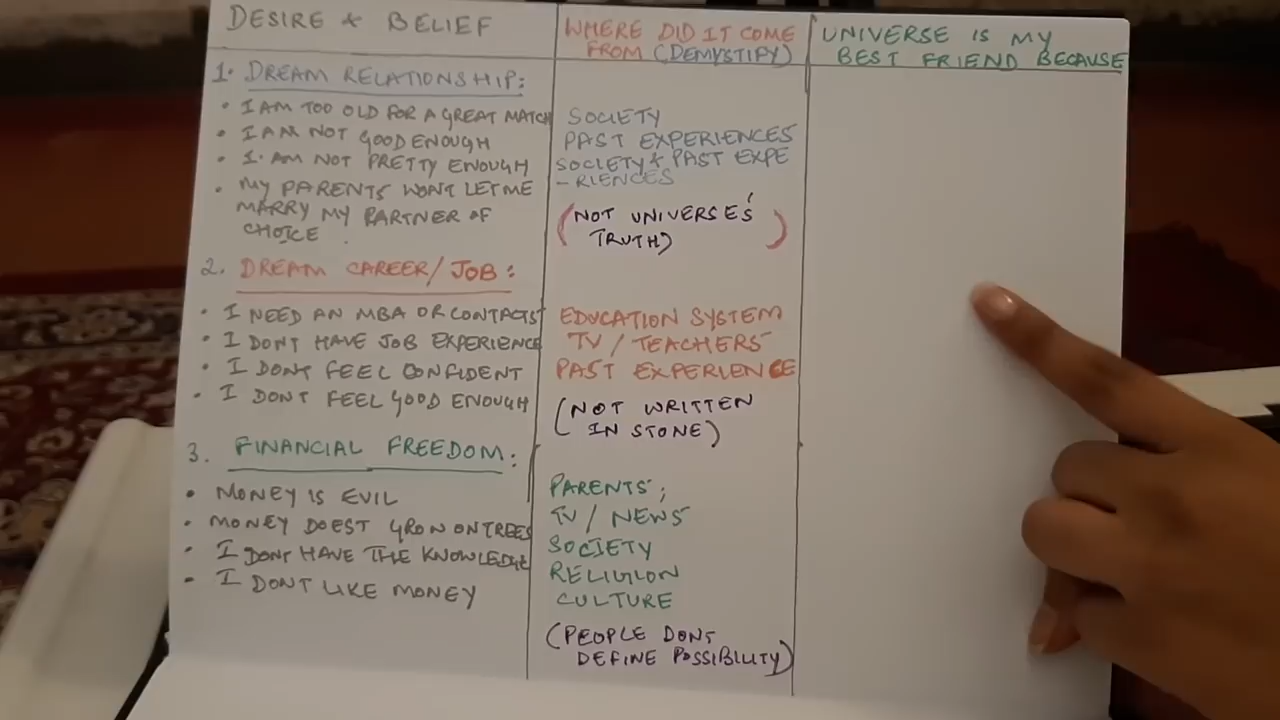 DESIRE & BELIEF
1. DREAM RELATIONSHIP:
• I AM TOO OLD FOR A GREAT MATCH
• I AM NOT GOOD ENOUGH
• I AM NOT PRETTY ENOUGH
• MY PARENTS WONT LET ME
MARRY MY PARTNER OF
CHOICE.
2. DREAM CAREER/JOB:
• I NEED AN MBA OR CONTACTS
• I DONT HAVE JOB EXPERIENCE
• I DONT FEEL CONFIDENT
• I DON'T FEEL GOOD ENOUGH
3. FINANCIAL FREEDOM:
• MONEY IS EVIL
• MONEY DOEST GROW ON TREES
• I DONT HAVE THE KNOWLEDGE
• I DONT LIKE MONEY
WHERE DID IT COME
FROM (DEMYSTIFY)
SOCIETY
PAST EXPERIENCES
SOCIETY & PAST EXPE
-RIENCES
(NOT UNIVERSE'S
TRUTH)
EDUCATION SYSTEM
TV / TEACHERS
PAST EXPERIENCE
(NOT WRITTEN
IN STONE)
PARENTS;
TV / NEWS
SOCIETY
RELIGION
CULTURE
(PEOPLE DONT
DEFINE POSSIBILITY)
UNIVERSE IS MY
BEST FRIEND BECAUSE